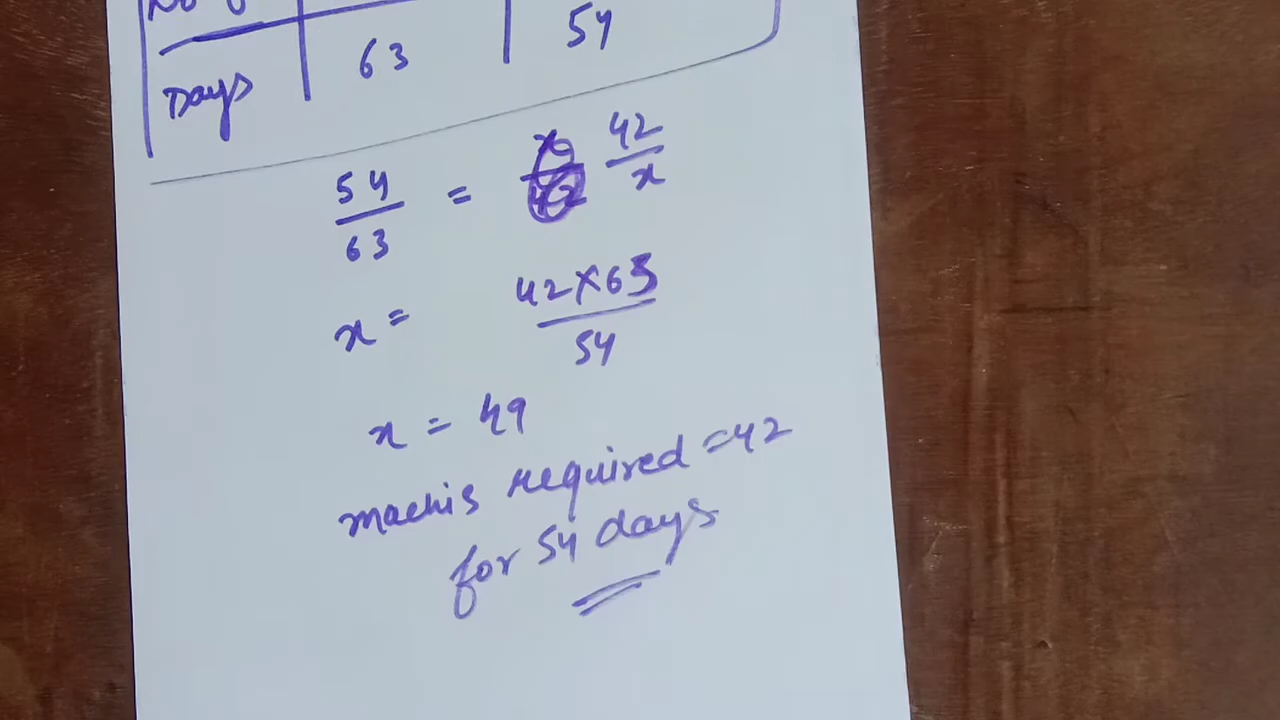 63 54
Days
54/63 = 42/x
x = 42×63/54
x = 49
machis required = 42
for 54 days